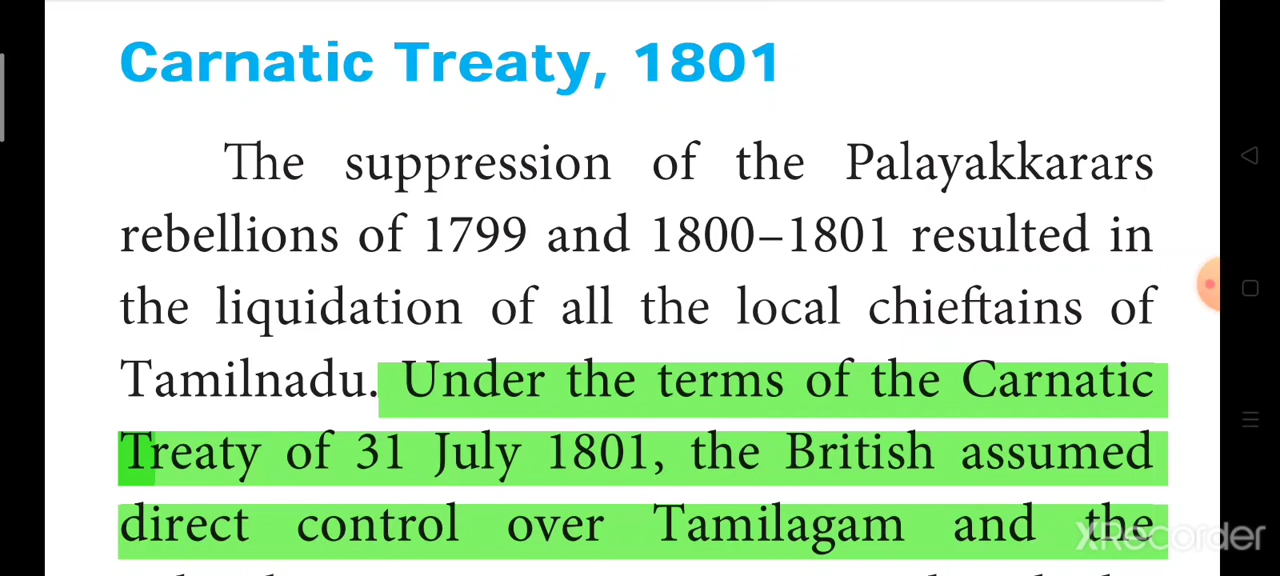 Carnatic Treaty, 1801
The suppression of the Palayakkarars
rebellions of 1799 and 1800–1801 resulted in
the liquidation of all the local chieftains of
Tamilnadu. Under the terms of the Carnatic
Treaty of 31 July 1801, the British assumed
direct control over Tamilagam and the
XRecorder